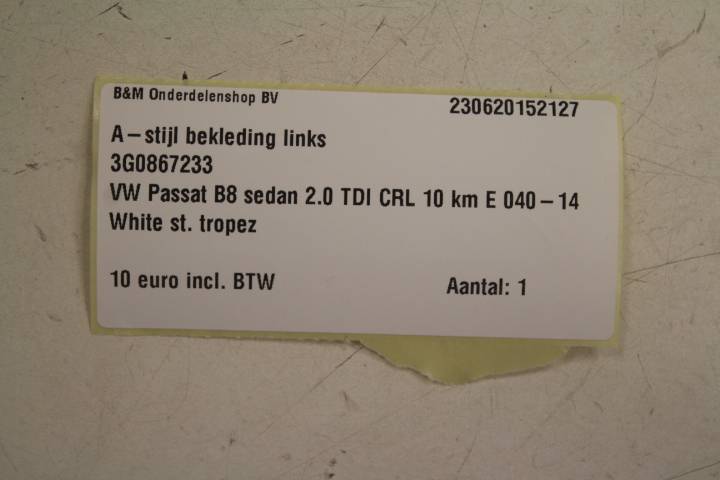 B&M Onderdelenshop BV 230620152127
A-stijl bekleding links
3G0867233
VW Passat B8 sedan 2.0 TDI CRL 10 km E 040-14
White st. tropez
10 euro incl. BTW Aantal: 1